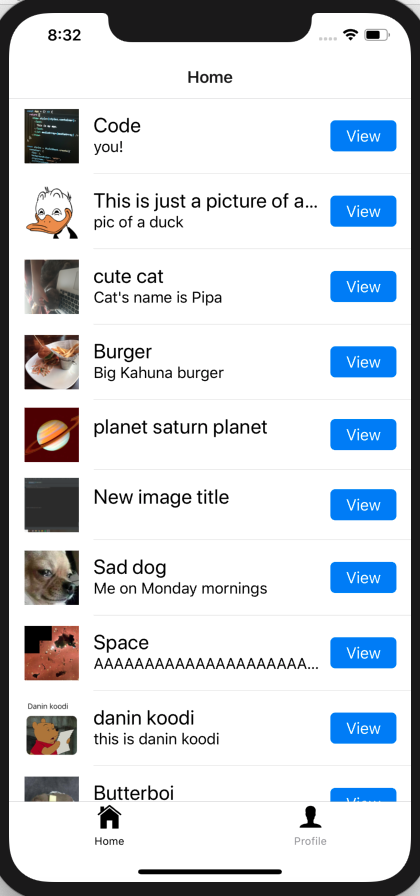 8:32
Home
Code
you!
View
This is just a picture of a...
pic of a duck
View
cute cat
Cat's name is Pipa
View
Burger
Big Kahuna burger
View
planet saturn planet
View
New image title
View
Sad dog
Me on Monday mornings
View
Space
AAAAAAAAAAAAAAAAAAAAA...
View
Danin koodi
danin koodi
this is danin koodi
View
Butterboi
View
Home
Profile